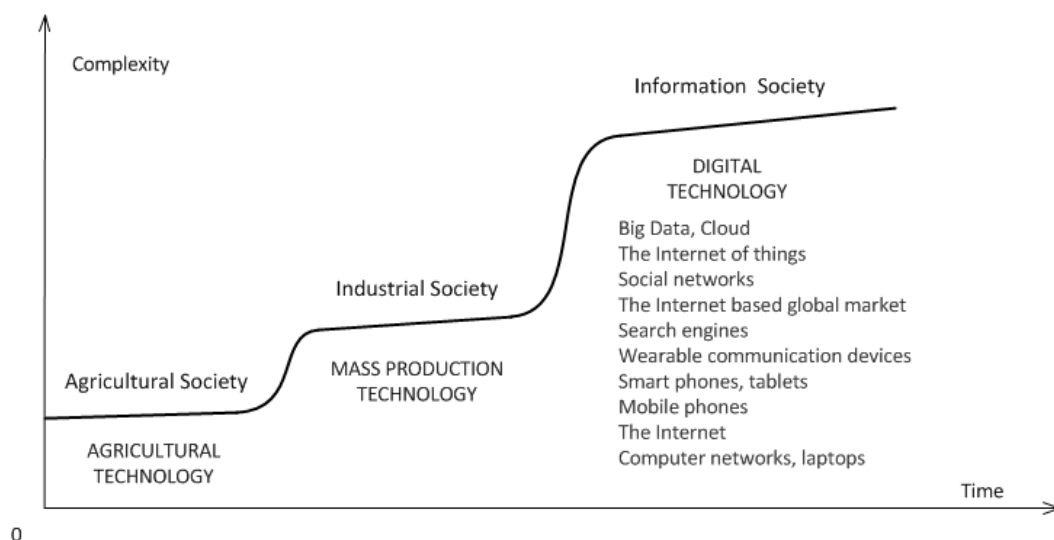 Complexity
Information Society
DIGITAL
TECHNOLOGY
Big Data, Cloud
The Internet of things
Social networks
The Internet based global market
Search engines
Wearable communication devices
Smart phones, tablets
Mobile phones
The Internet
Computer networks, laptops
Industrial Society
MASS PRODUCTION
TECHNOLOGY
Agricultural Society
AGRICULTURAL
TECHNOLOGY
Time
0